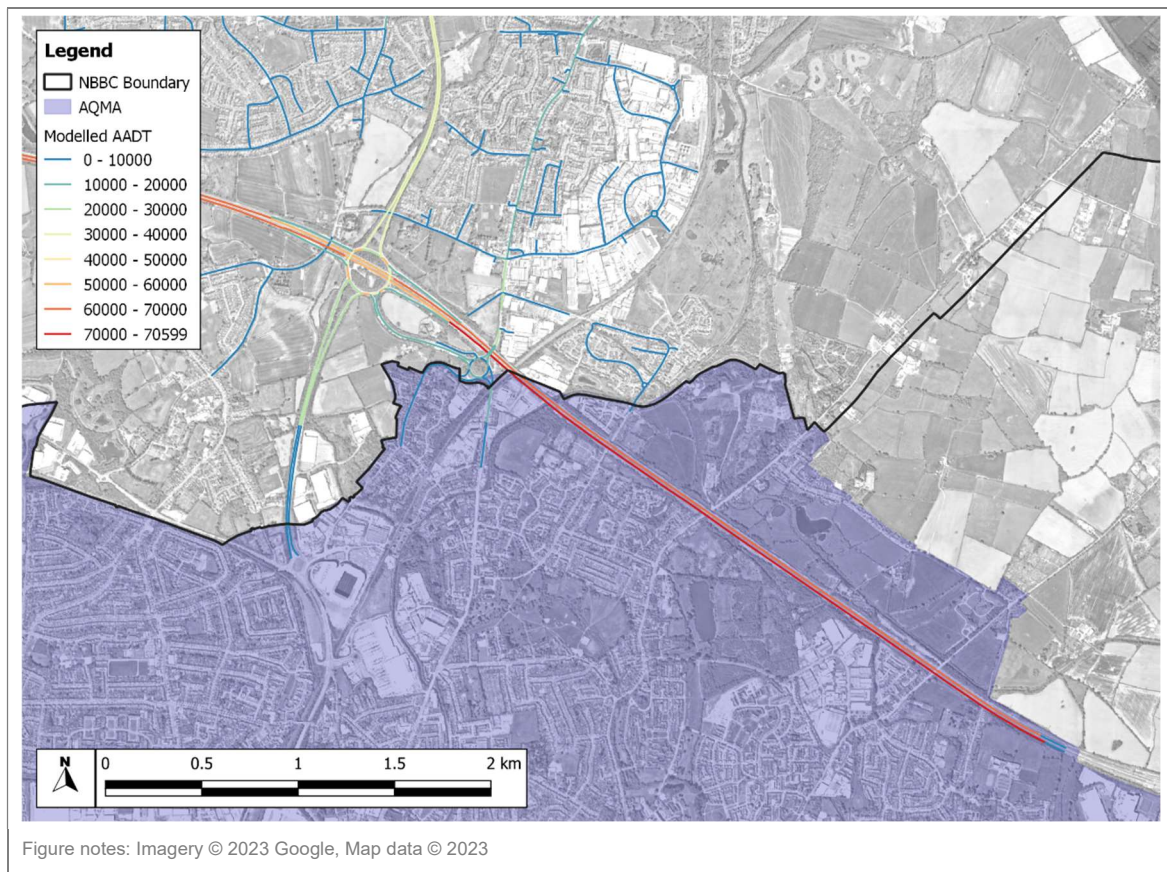 Legend
NBBC Boundary
AQMA
Modelled AADT
0 - 10000
10000 - 20000
20000 - 30000
30000 - 40000
40000 - 50000
50000 - 60000
60000 - 70000
70000 - 70599
N
0 0.5 1 1.5 2 km
Figure notes: Imagery © 2023 Google, Map data © 2023